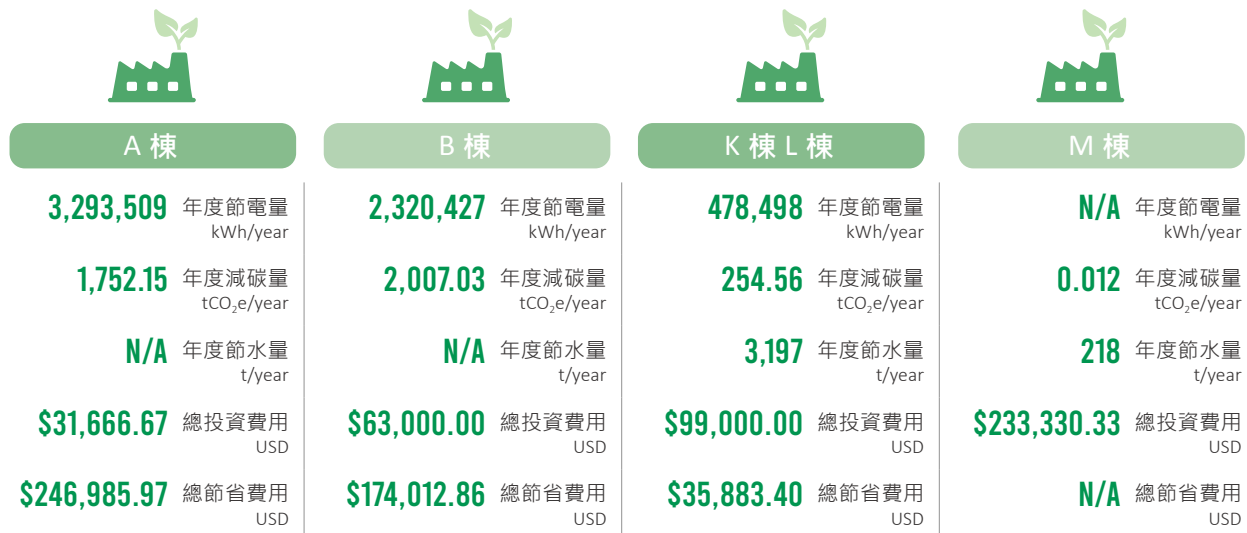 A 棟
3,293,509 年度節電量
kWh/year
1,752.15 年度減碳量
tCO₂e/year
N/A 年度節水量
t/year
$31,666.67 總投資費用
USD
$246,985.97 總節省費用
USD
B 棟
2,320,427 年度節電量
kWh/year
2,007.03 年度減碳量
tCO₂e/year
N/A 年度節水量
t/year
$63,000.00 總投資費用
USD
$174,012.86 總節省費用
USD
K 棟 L 棟
478,498 年度節電量
kWh/year
254.56 年度減碳量
tCO₂e/year
3,197 年度節水量
t/year
$99,000.00 總投資費用
USD
$35,883.40 總節省費用
USD
M 棟
N/A 年度節電量
kWh/year
0.012 年度減碳量
tCO₂e/year
218 年度節水量
t/year
$233,330.33 總投資費用
USD
N/A 總節省費用
USD